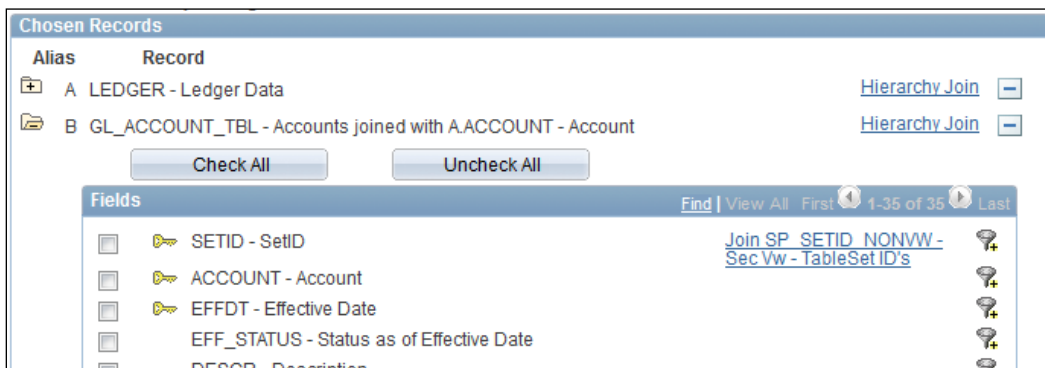 Chosen Records
Alias Record
A LEDGER - Ledger Data Hierarchy Join
B GL_ACCOUNT_TBL - Accounts joined with A.ACCOUNT - Account Hierarchy Join
Check All Uncheck All
Fields Find | View All First 1-35 of 35 Last
SETID - SetID Join SP_SETID_NONVW -
Sec Vw - TableSet ID's
ACCOUNT - Account
EFFDT - Effective Date
EFF_STATUS - Status as of Effective Date
DESCR - Description